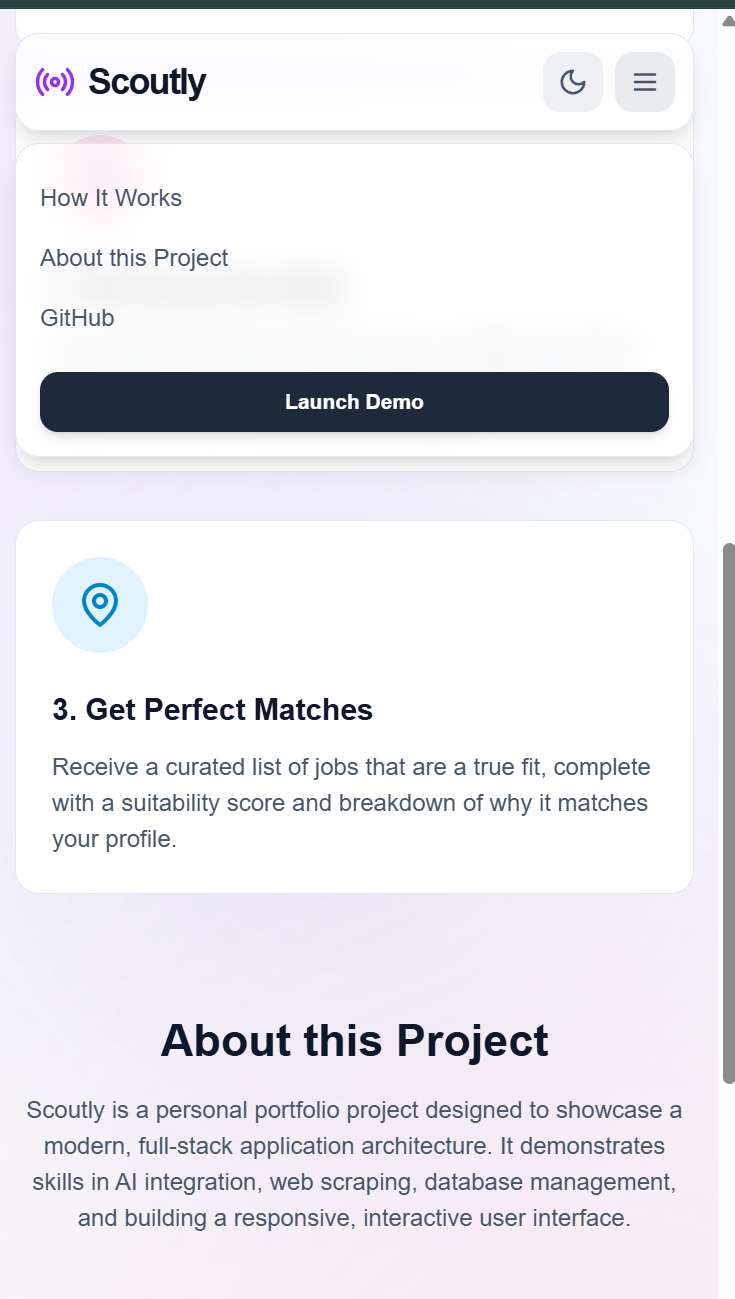 Scoutly
How It Works
About this Project
GitHub
Launch Demo
3. Get Perfect Matches
Receive a curated list of jobs that are a true fit, complete
with a suitability score and breakdown of why it matches
your profile.
About this Project
Scoutly is a personal portfolio project designed to showcase a
modern, full-stack application architecture. It demonstrates
skills in AI integration, web scraping, database management,
and building a responsive, interactive user interface.